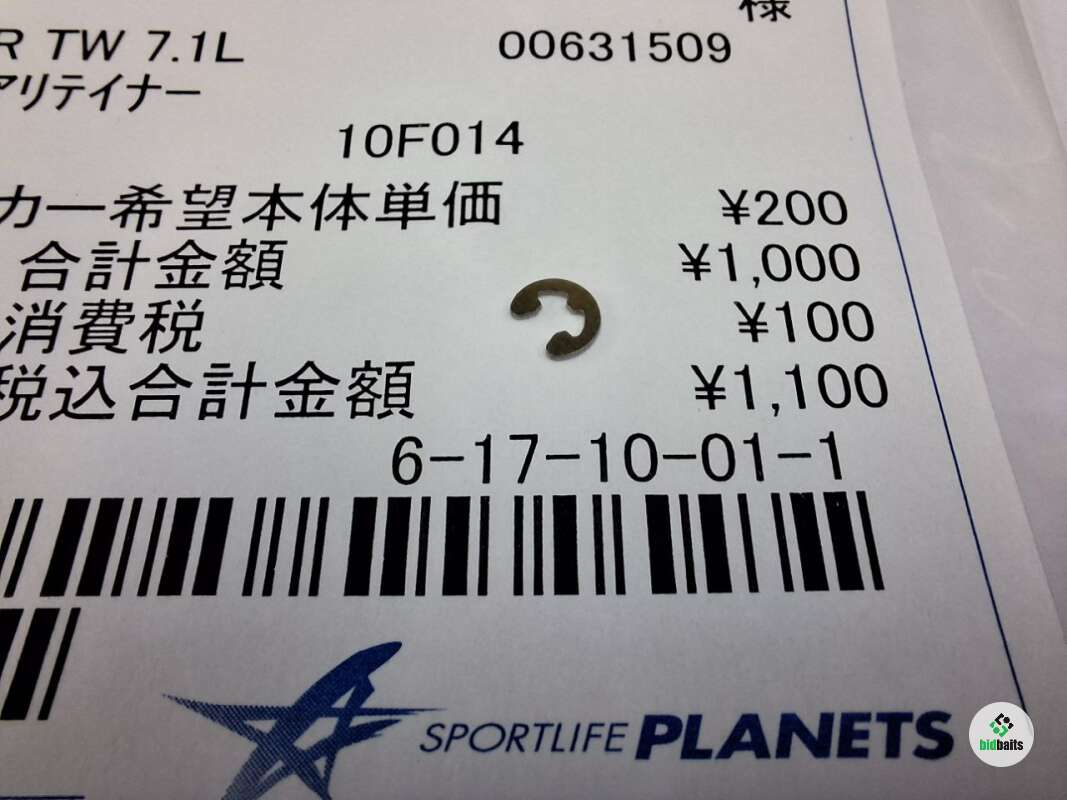 様
R TW 7.1L 00631509
アリテイナー
10F014
カー希望本体単価 ¥200
合計金額 ¥1,000
消費税 ¥100
税込合計金額 ¥1,100
6-17-10-01-1
SPORTLIFE PLANETS
bidbaits